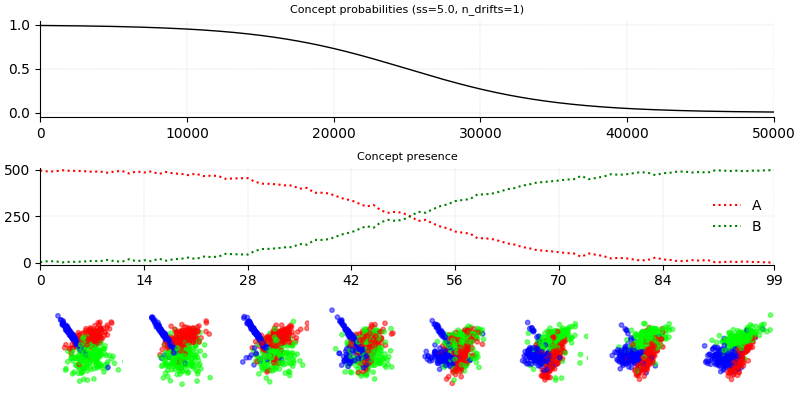 Concept probabilities (ss=5.0, n_drifts=1)
1.0
0.5
0.0
0 10000 20000 30000 40000 50000
Concept presence
500
250
0
A
B
0 14 28 42 56 70 84 99